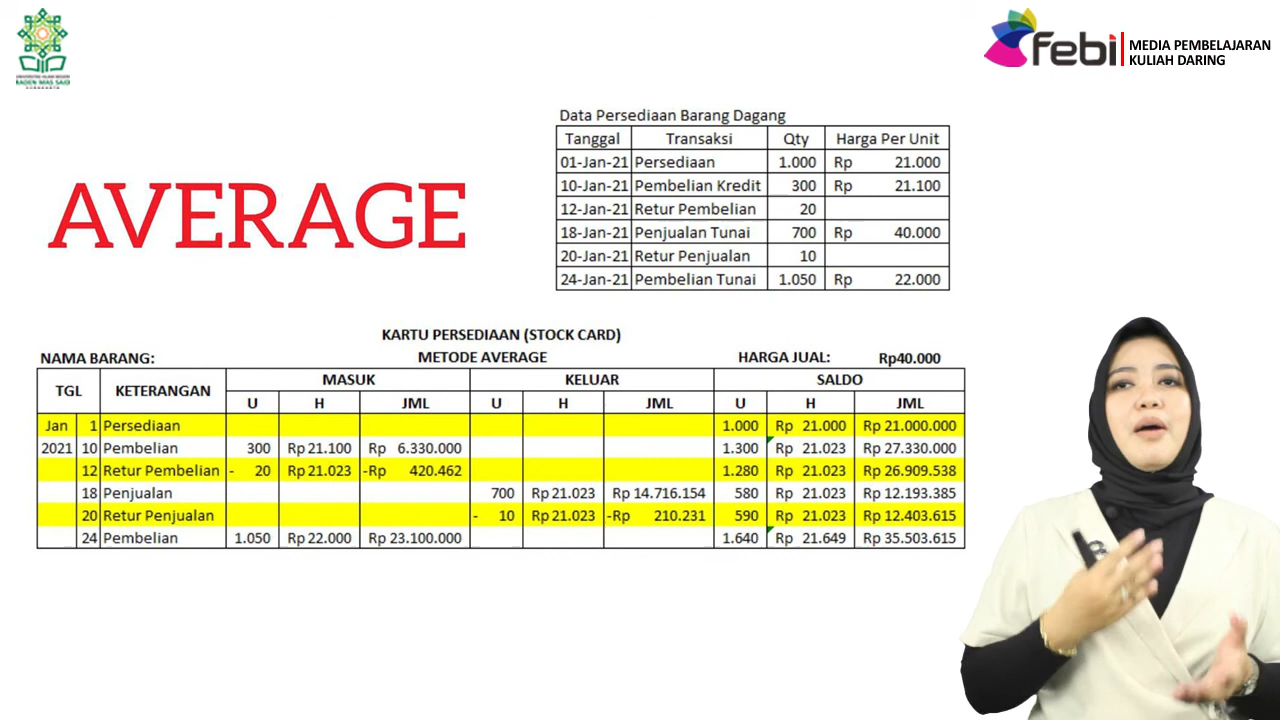 UNIVERSITAS ISLAM NEGERI
RADEN MAS SAID
SURAKARTA
febi MEDIA PEMBELAJARAN
KULIAH DARING
AVERAGE
Data Persediaan Barang Dagang
Tanggal Transaksi Qty Harga Per Unit
01-Jan-21 Persediaan 1.000 Rp 21.000
10-Jan-21 Pembelian Kredit 300 Rp 21.100
12-Jan-21 Retur Pembelian 20
18-Jan-21 Penjualan Tunai 700 Rp 40.000
20-Jan-21 Retur Penjualan 10
24-Jan-21 Pembelian Tunai 1.050 Rp 22.000
KARTU PERSEDIAAN (STOCK CARD)
NAMA BARANG: METODE AVERAGE HARGA JUAL: Rp40.000
TGL KETERANGAN MASUK KELUAR SALDO
U H JML U H JML U H JML
Jan 1 Persediaan 1.000 Rp 21.000 Rp 21.000.000
2021 10 Pembelian 300 Rp 21.100 Rp 6.330.000 1.300 Rp 21.023 Rp 27.330.000
12 Retur Pembelian - 20 Rp 21.023 -Rp 420.462 1.280 Rp 21.023 Rp 26.909.538
18 Penjualan 700 Rp 21.023 Rp 14.716.154 580 Rp 21.023 Rp 12.193.385
20 Retur Penjualan - 10 Rp 21.023 -Rp 210.231 590 Rp 21.023 Rp 12.403.615
24 Pembelian 1.050 Rp 22.000 Rp 23.100.000 1.640 Rp 21.649 Rp 35.503.615